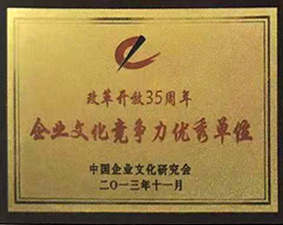 改革开放35周年
企业文化竞争力优秀单位
中国企业文化研究会
二〇一三年十一月